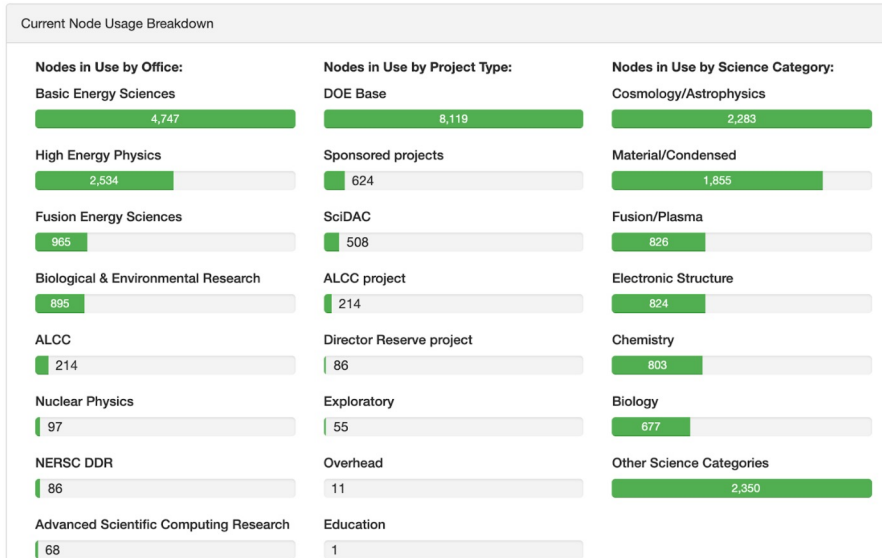 Current Node Usage Breakdown
Nodes in Use by Office:
Basic Energy Sciences
4,747
High Energy Physics
2,534
Fusion Energy Sciences
965
Biological & Environmental Research
895
ALCC
214
Nuclear Physics
97
NERSC DDR
86
Advanced Scientific Computing Research
68
Nodes in Use by Project Type:
DOE Base
8,119
Sponsored projects
624
SciDAC
508
ALCC project
214
Director Reserve project
86
Exploratory
55
Overhead
11
Education
1
Nodes in Use by Science Category:
Cosmology/Astrophysics
2,283
Material/Condensed
1,855
Fusion/Plasma
826
Electronic Structure
824
Chemistry
803
Biology
677
Other Science Categories
2,350